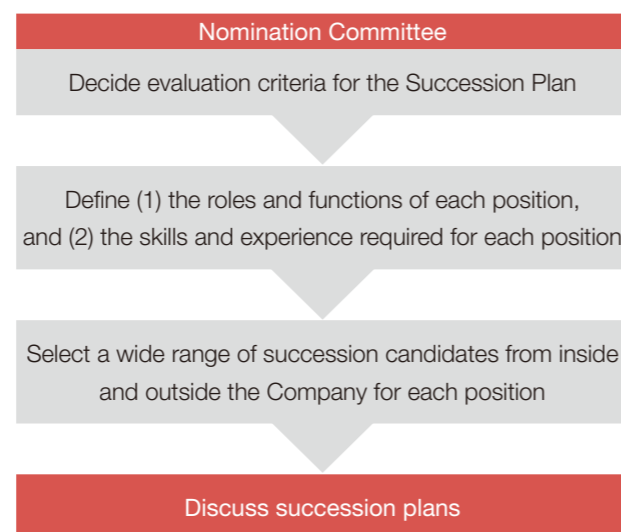 Nomination Committee
Decide evaluation criteria for the Succession Plan
Define (1) the roles and functions of each position,
and (2) the skills and experience required for each position
Select a wide range of succession candidates from inside
and outside the Company for each position
Discuss succession plans